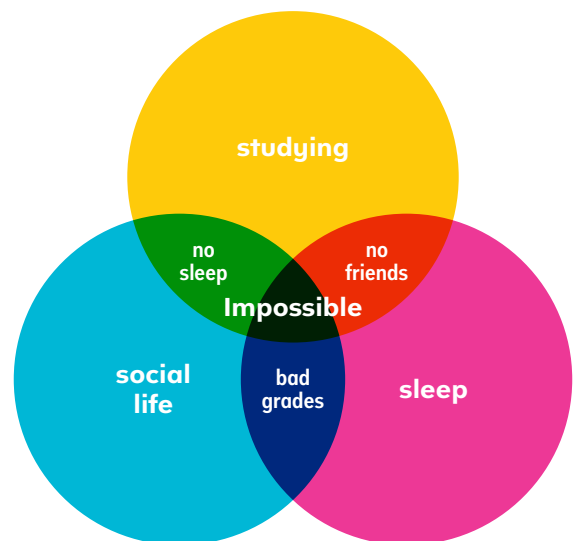 studying
no
sleep
no
friends
Impossible
social
life
bad
grades
sleep